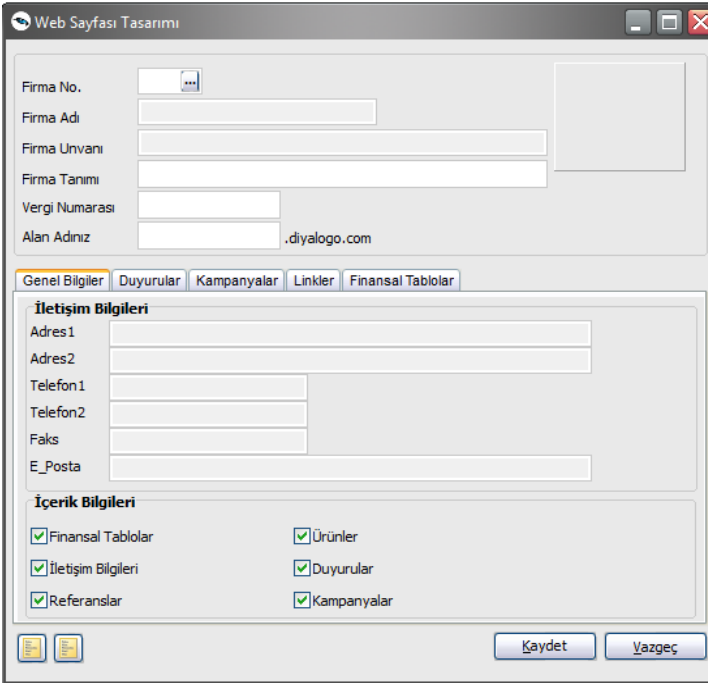 Web Sayfası Tasarımı
Firma No. ...
Firma Adı
Firma Unvanı
Firma Tanımı
Vergi Numarası
Alan Adınız .diyalogo.com
Genel Bilgiler Duyurular Kampanyalar Linkler Finansal Tablolar
İletişim Bilgileri
Adres1
Adres2
Telefon1
Telefon2
Faks
E_Posta
İçerik Bilgileri
Finansal Tablolar Ürünler
İletişim Bilgileri Duyurular
Referanslar Kampanyalar
Kaydet Vazgeç